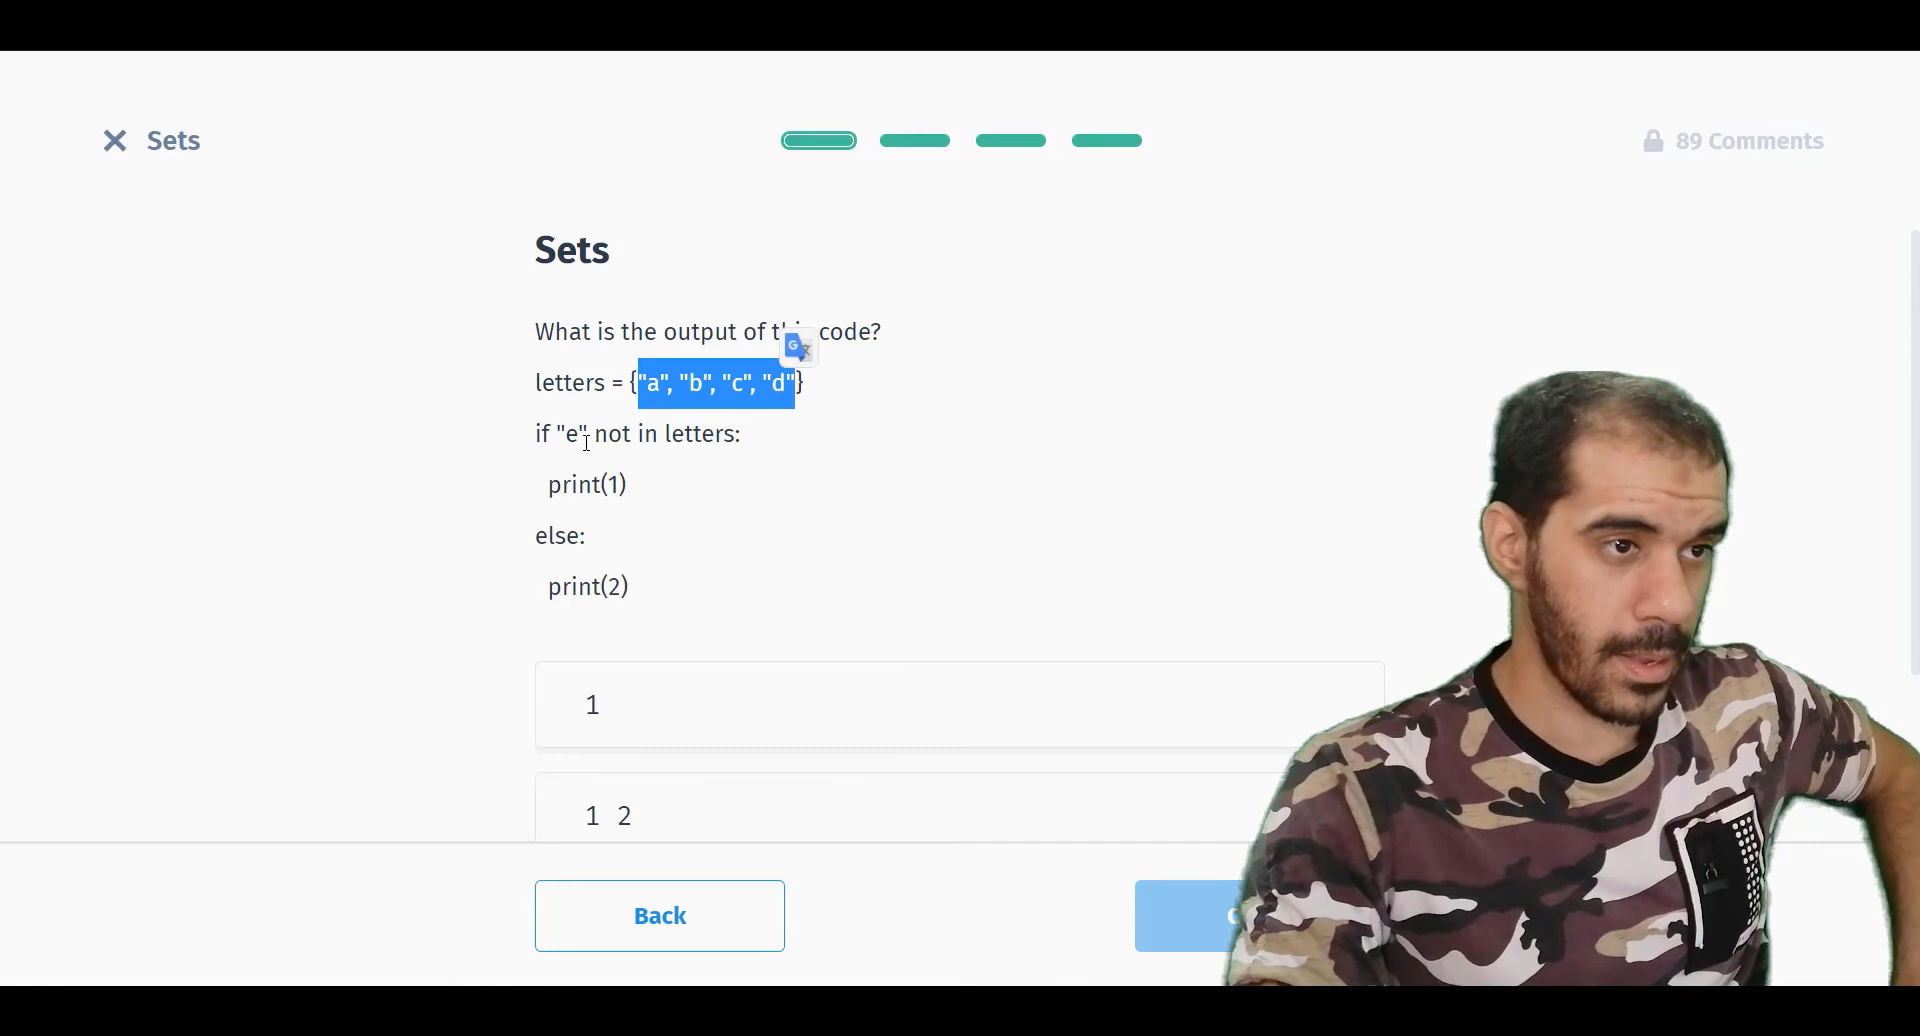 Sets
89 Comments
Sets
What is the output of this code?
letters = {"a", "b", "c", "d"}
if "e" not in letters:
print(1)
else:
print(2)
1
1 2
Back